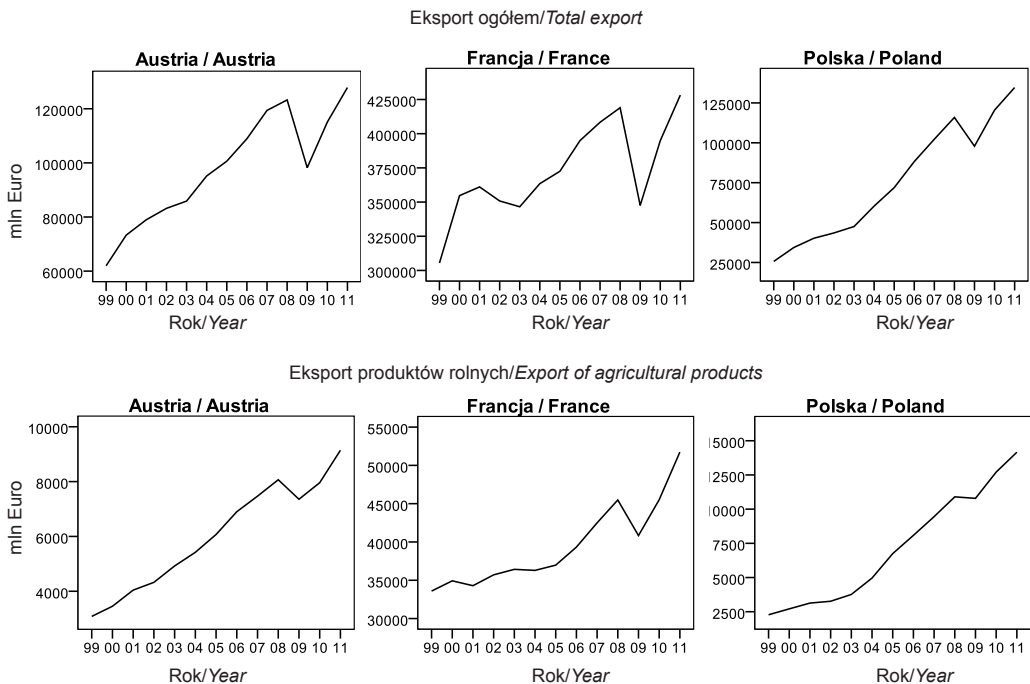 Eksport ogółem/Total export
Austria / Austria
Francja / France
Polska / Poland
mln Euro
120000
100000
80000
60000
425000
400000
375000
350000
325000
300000
125000
100000
75000
50000
25000
99 00 01 02 03 04 05 06 07 08 09 10 11
99 00 01 02 03 04 05 06 07 08 09 10 11
99 00 01 02 03 04 05 06 07 08 09 10 11
Rok/Year
Rok/Year
Rok/Year
Eksport produktów rolnych/Export of agricultural products
Austria / Austria
Francja / France
Polska / Poland
mln Euro
10000
8000
6000
4000
55000
50000
45000
40000
35000
30000
15000
12500
10000
7500
5000
2500
99 00 01 02 03 04 05 06 07 08 09 10 11
99 00 01 02 03 04 05 06 07 08 09 10 11
99 00 01 02 03 04 05 06 07 08 09 10 11
Rok/Year
Rok/Year
Rok/Year